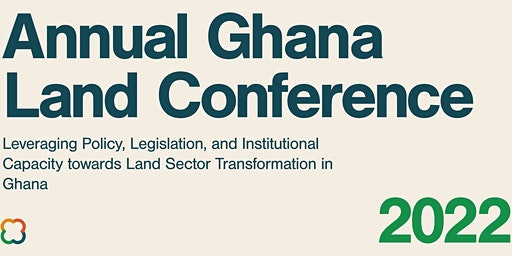 Annual Ghana
Land Conference
Leveraging Policy, Legislation, and Institutional
Capacity towards Land Sector Transformation in
Ghana
2022